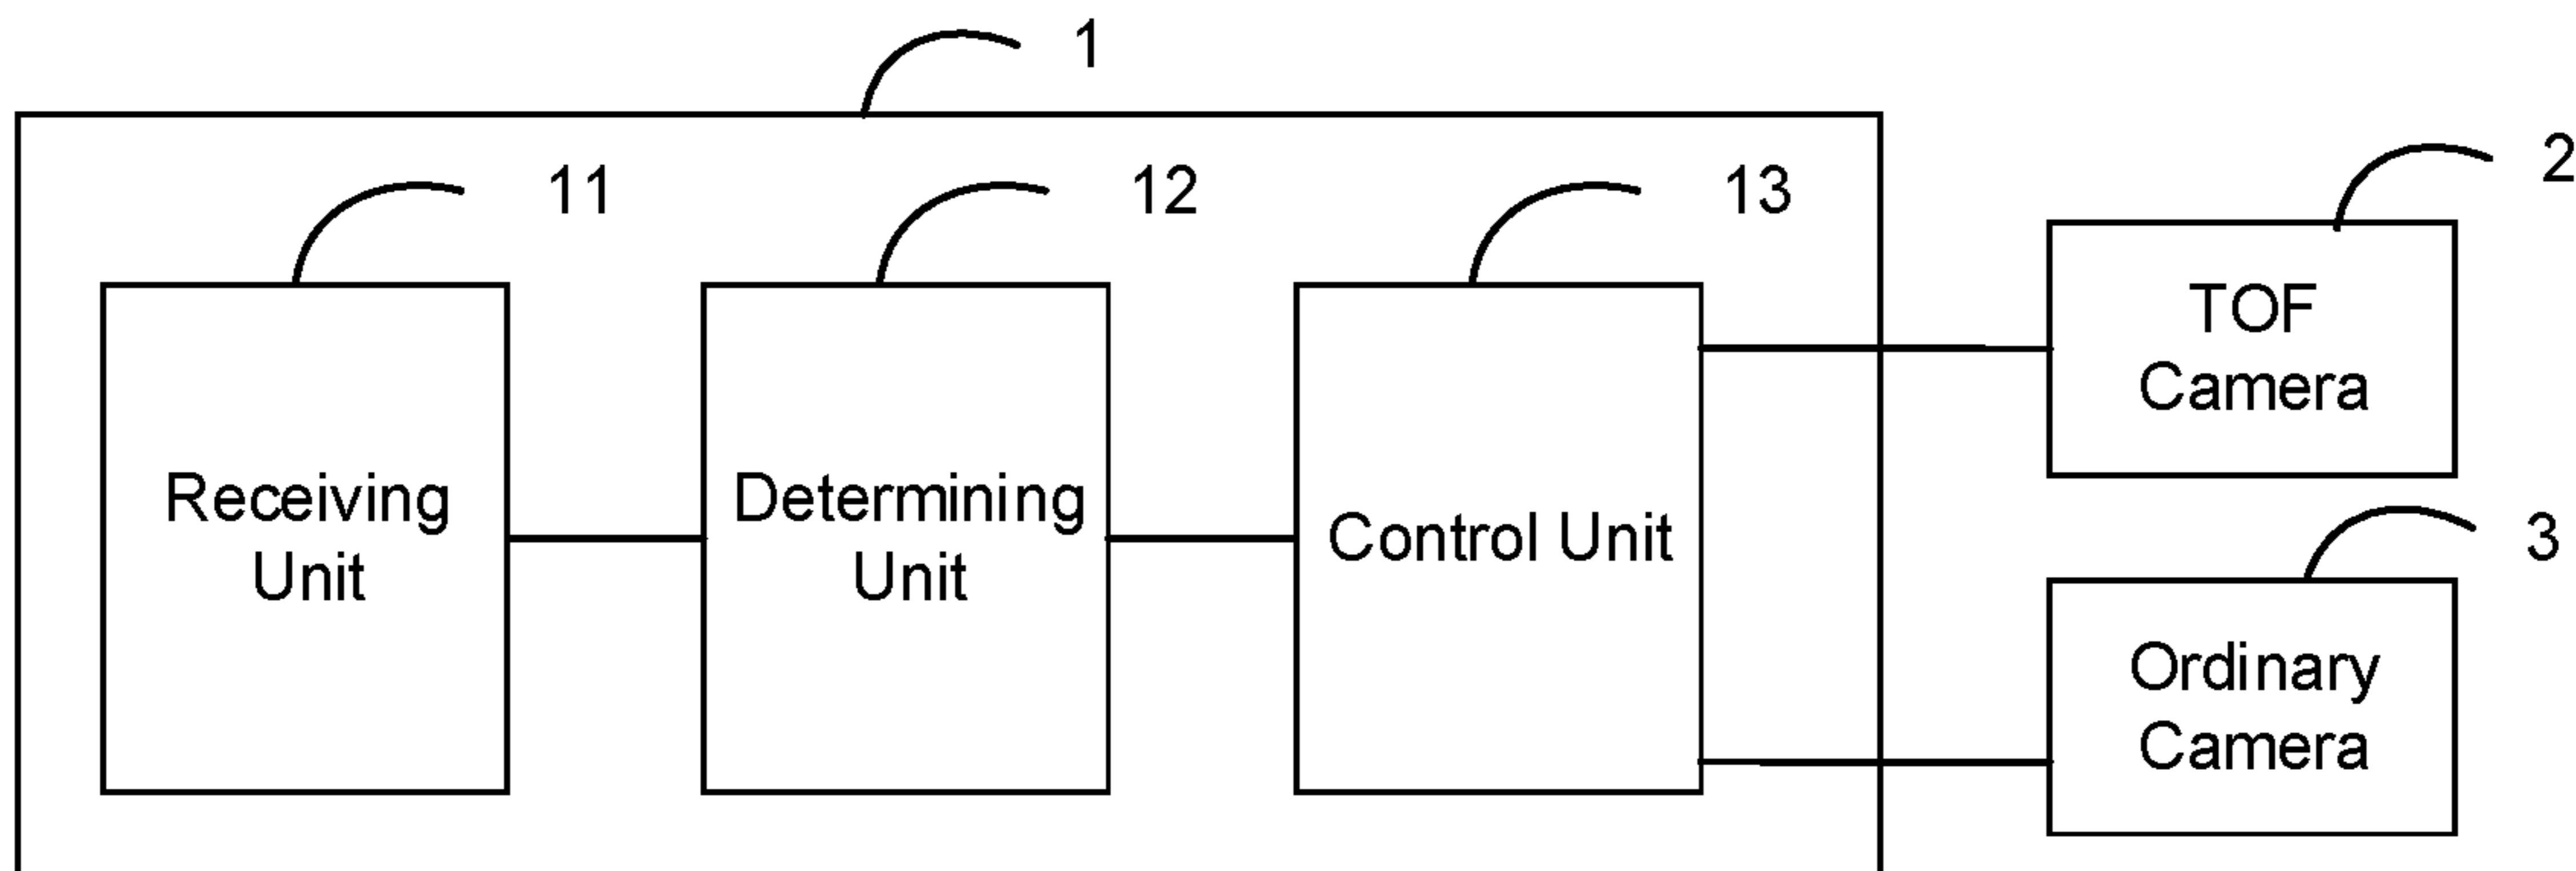 1
2
11
12
13
TOF
Camera
Receiving
Unit
Determining
Unit
Control Unit
3
Ordinary
Camera